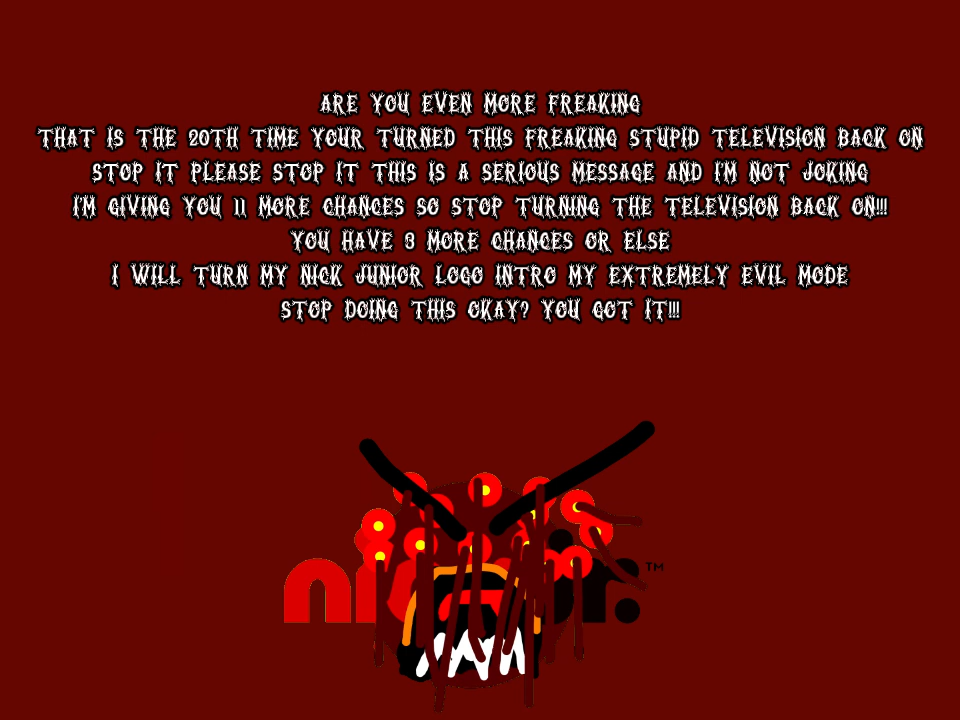 ARE YOU EVEN MORE FREAKING
THAT IS THE 20TH TIME YOUR TURNED THIS FREAKING STUPID TELEVISION BACK ON
STOP IT PLEASE STOP IT THIS IS A SERIOUS MESSAGE AND I'M NOT JOKING
I'M GIVING YOU 11 MORE CHANCES SO STOP TURNING THE TELEVISION BACK ON!!!
YOU HAVE 3 MORE CHANCES OR ELSE
I WILL TURN MY NICK JUNIOR LOGO INTRO MY EXTREMELY EVIL MODE
STOP DOING THIS OKAY? YOU GOT IT!!!
TM